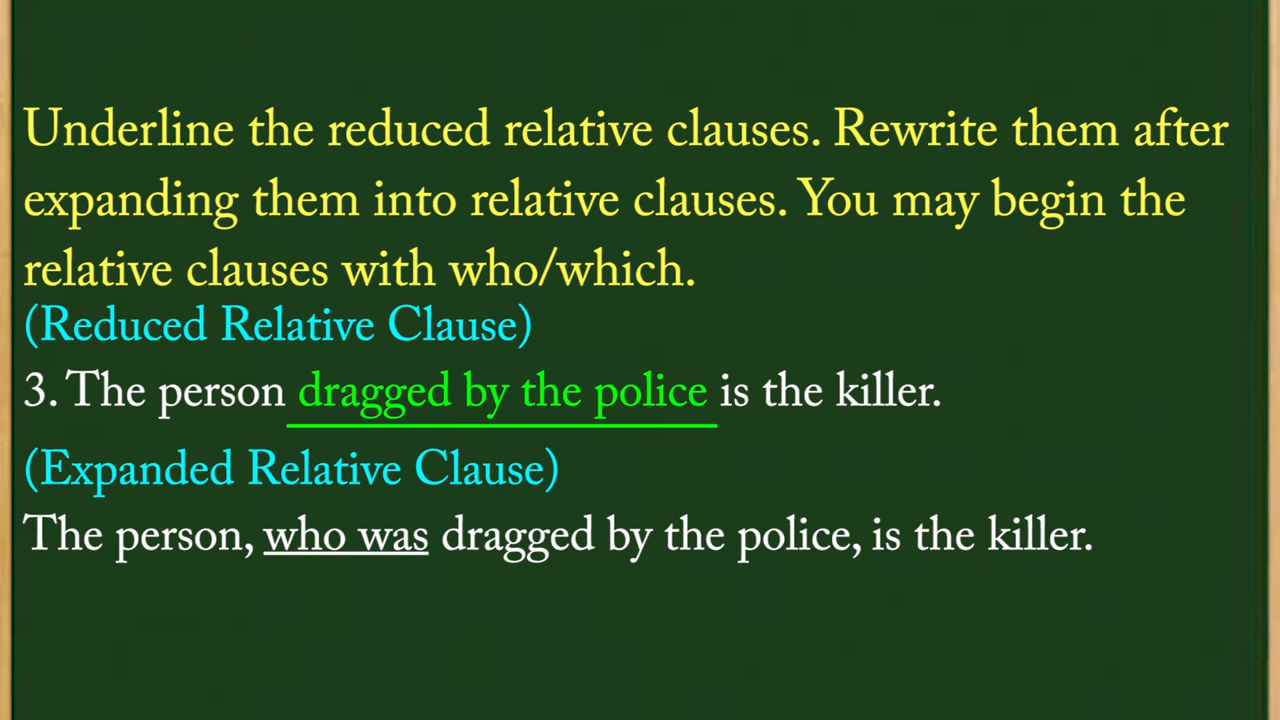 Underline the reduced relative clauses. Rewrite them after
expanding them into relative clauses. You may begin the
relative clauses with who/which.
(Reduced Relative Clause)
3. The person dragged by the police is the killer.
(Expanded Relative Clause)
The person, who was dragged by the police, is the killer.